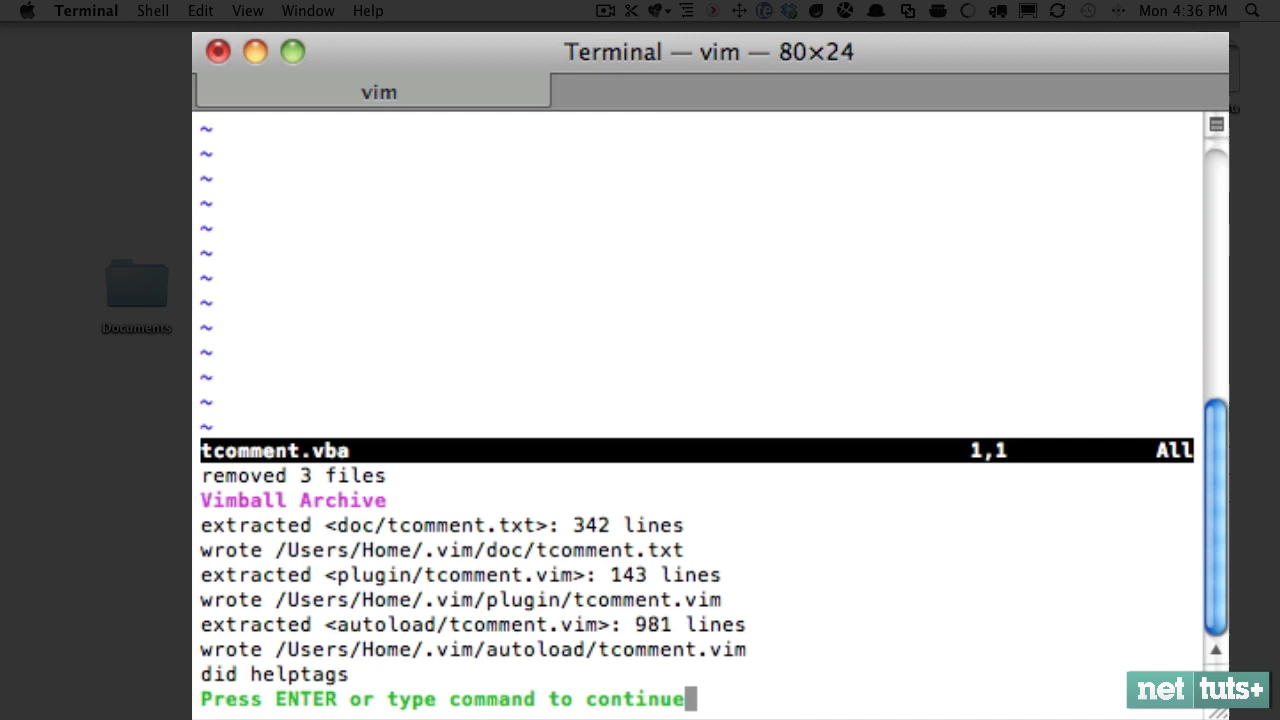 Terminal Shell Edit View Window Help Mon 4:36 PM
Terminal — vim — 80×24
vim
~
~
~
~
~
~
~
~
~
~
~
~
~
Documents
tcomment.vba 1,1 All
removed 3 files
Vimball Archive
extracted <doc/tcomment.txt>: 342 lines
wrote /Users/Home/.vim/doc/tcomment.txt
extracted <plugin/tcomment.vim>: 143 lines
wrote /Users/Home/.vim/plugin/tcomment.vim
extracted <autoload/tcomment.vim>: 981 lines
wrote /Users/Home/.vim/autoload/tcomment.vim
did helptags
Press ENTER or type command to continue
net tuts+